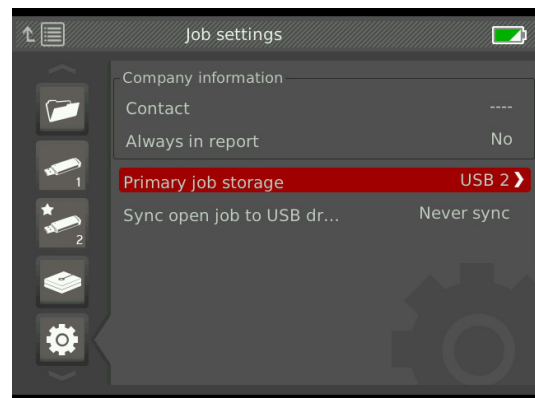 Job settings
Company information
Contact ----
Always in report No
1
Primary job storage USB 2
Sync open job to USB dr... Never sync
2